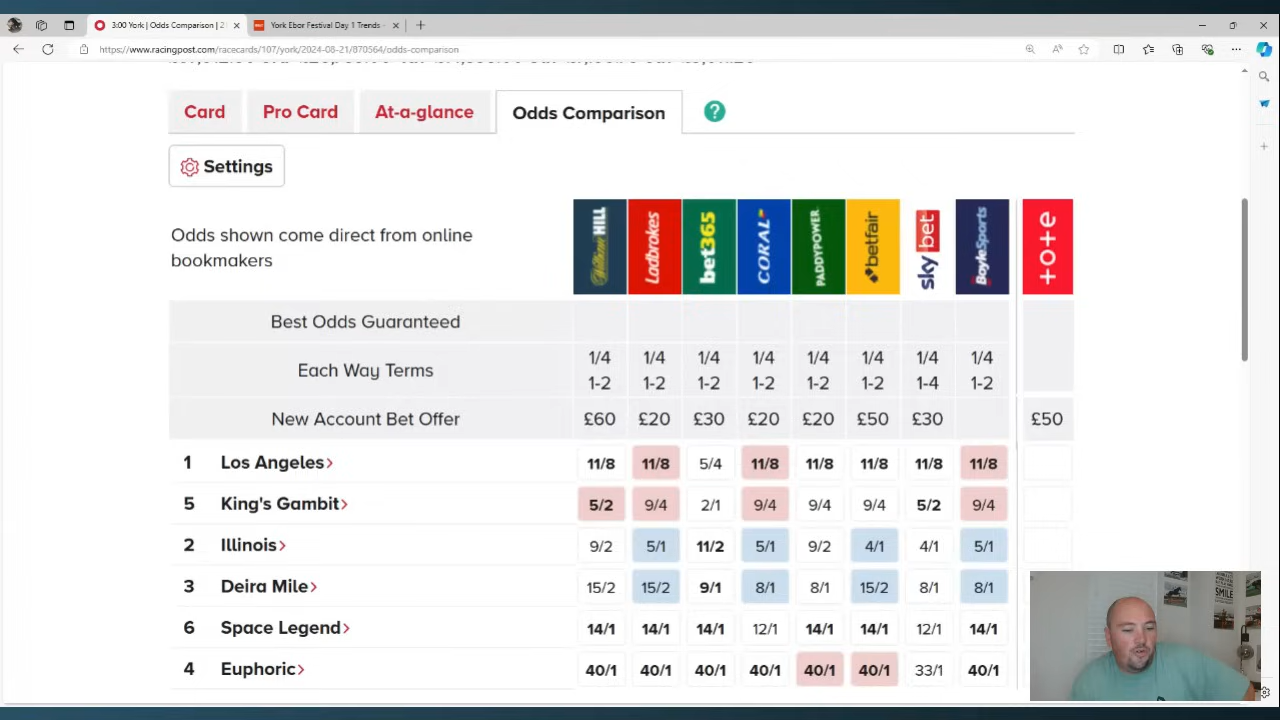 3:00 York | Odds Comparison | 2
York Ebor Festival Day 1 Trends -
https://www.racingpost.com/racecards/107/york/2024-08-21/870564/odds-comparison
Card Pro Card At-a-glance Odds Comparison ?
Settings
Odds shown come direct from online
bookmakers
William HILL Ladbrokes bet365 CORAL PADDYPOWER betfair sky bet BoyleSports tote
Best Odds Guaranteed
Each Way Terms 1/4 1/4 1/4 1/4 1/4 1/4 1/4 1/4
1-2 1-2 1-2 1-2 1-2 1-2 1-4 1-2
New Account Bet Offer £60 £20 £30 £20 £20 £50 £30 £50
1 Los Angeles 11/8 11/8 5/4 11/8 11/8 11/8 11/8 11/8
5 King's Gambit 5/2 9/4 2/1 9/4 9/4 9/4 5/2 9/4
2 Illinois 9/2 5/1 11/2 5/1 9/2 4/1 4/1 5/1
3 Deira Mile 15/2 15/2 9/1 8/1 8/1 15/2 8/1 8/1
6 Space Legend 14/1 14/1 14/1 12/1 14/1 14/1 12/1 14/1
4 Euphoric 40/1 40/1 40/1 40/1 40/1 40/1 33/1 40/1
SMILE